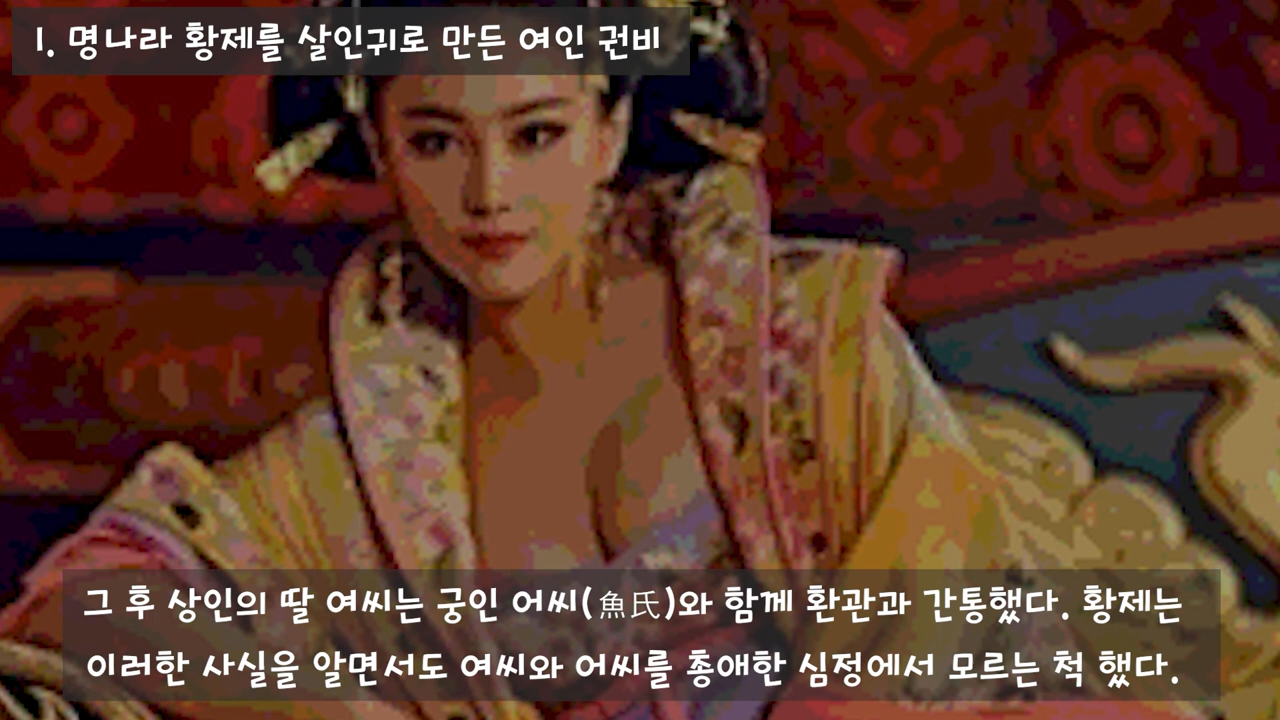 1. 명나라 황제를 살인귀로 만든 여인 권비
그 후 상인의 딸 여씨는 궁인 어씨(魚氏)와 함께 환관과 간통했다. 황제는
이러한 사실을 알면서도 여씨와 어씨를 총애한 심정에서 모르는 척 했다.